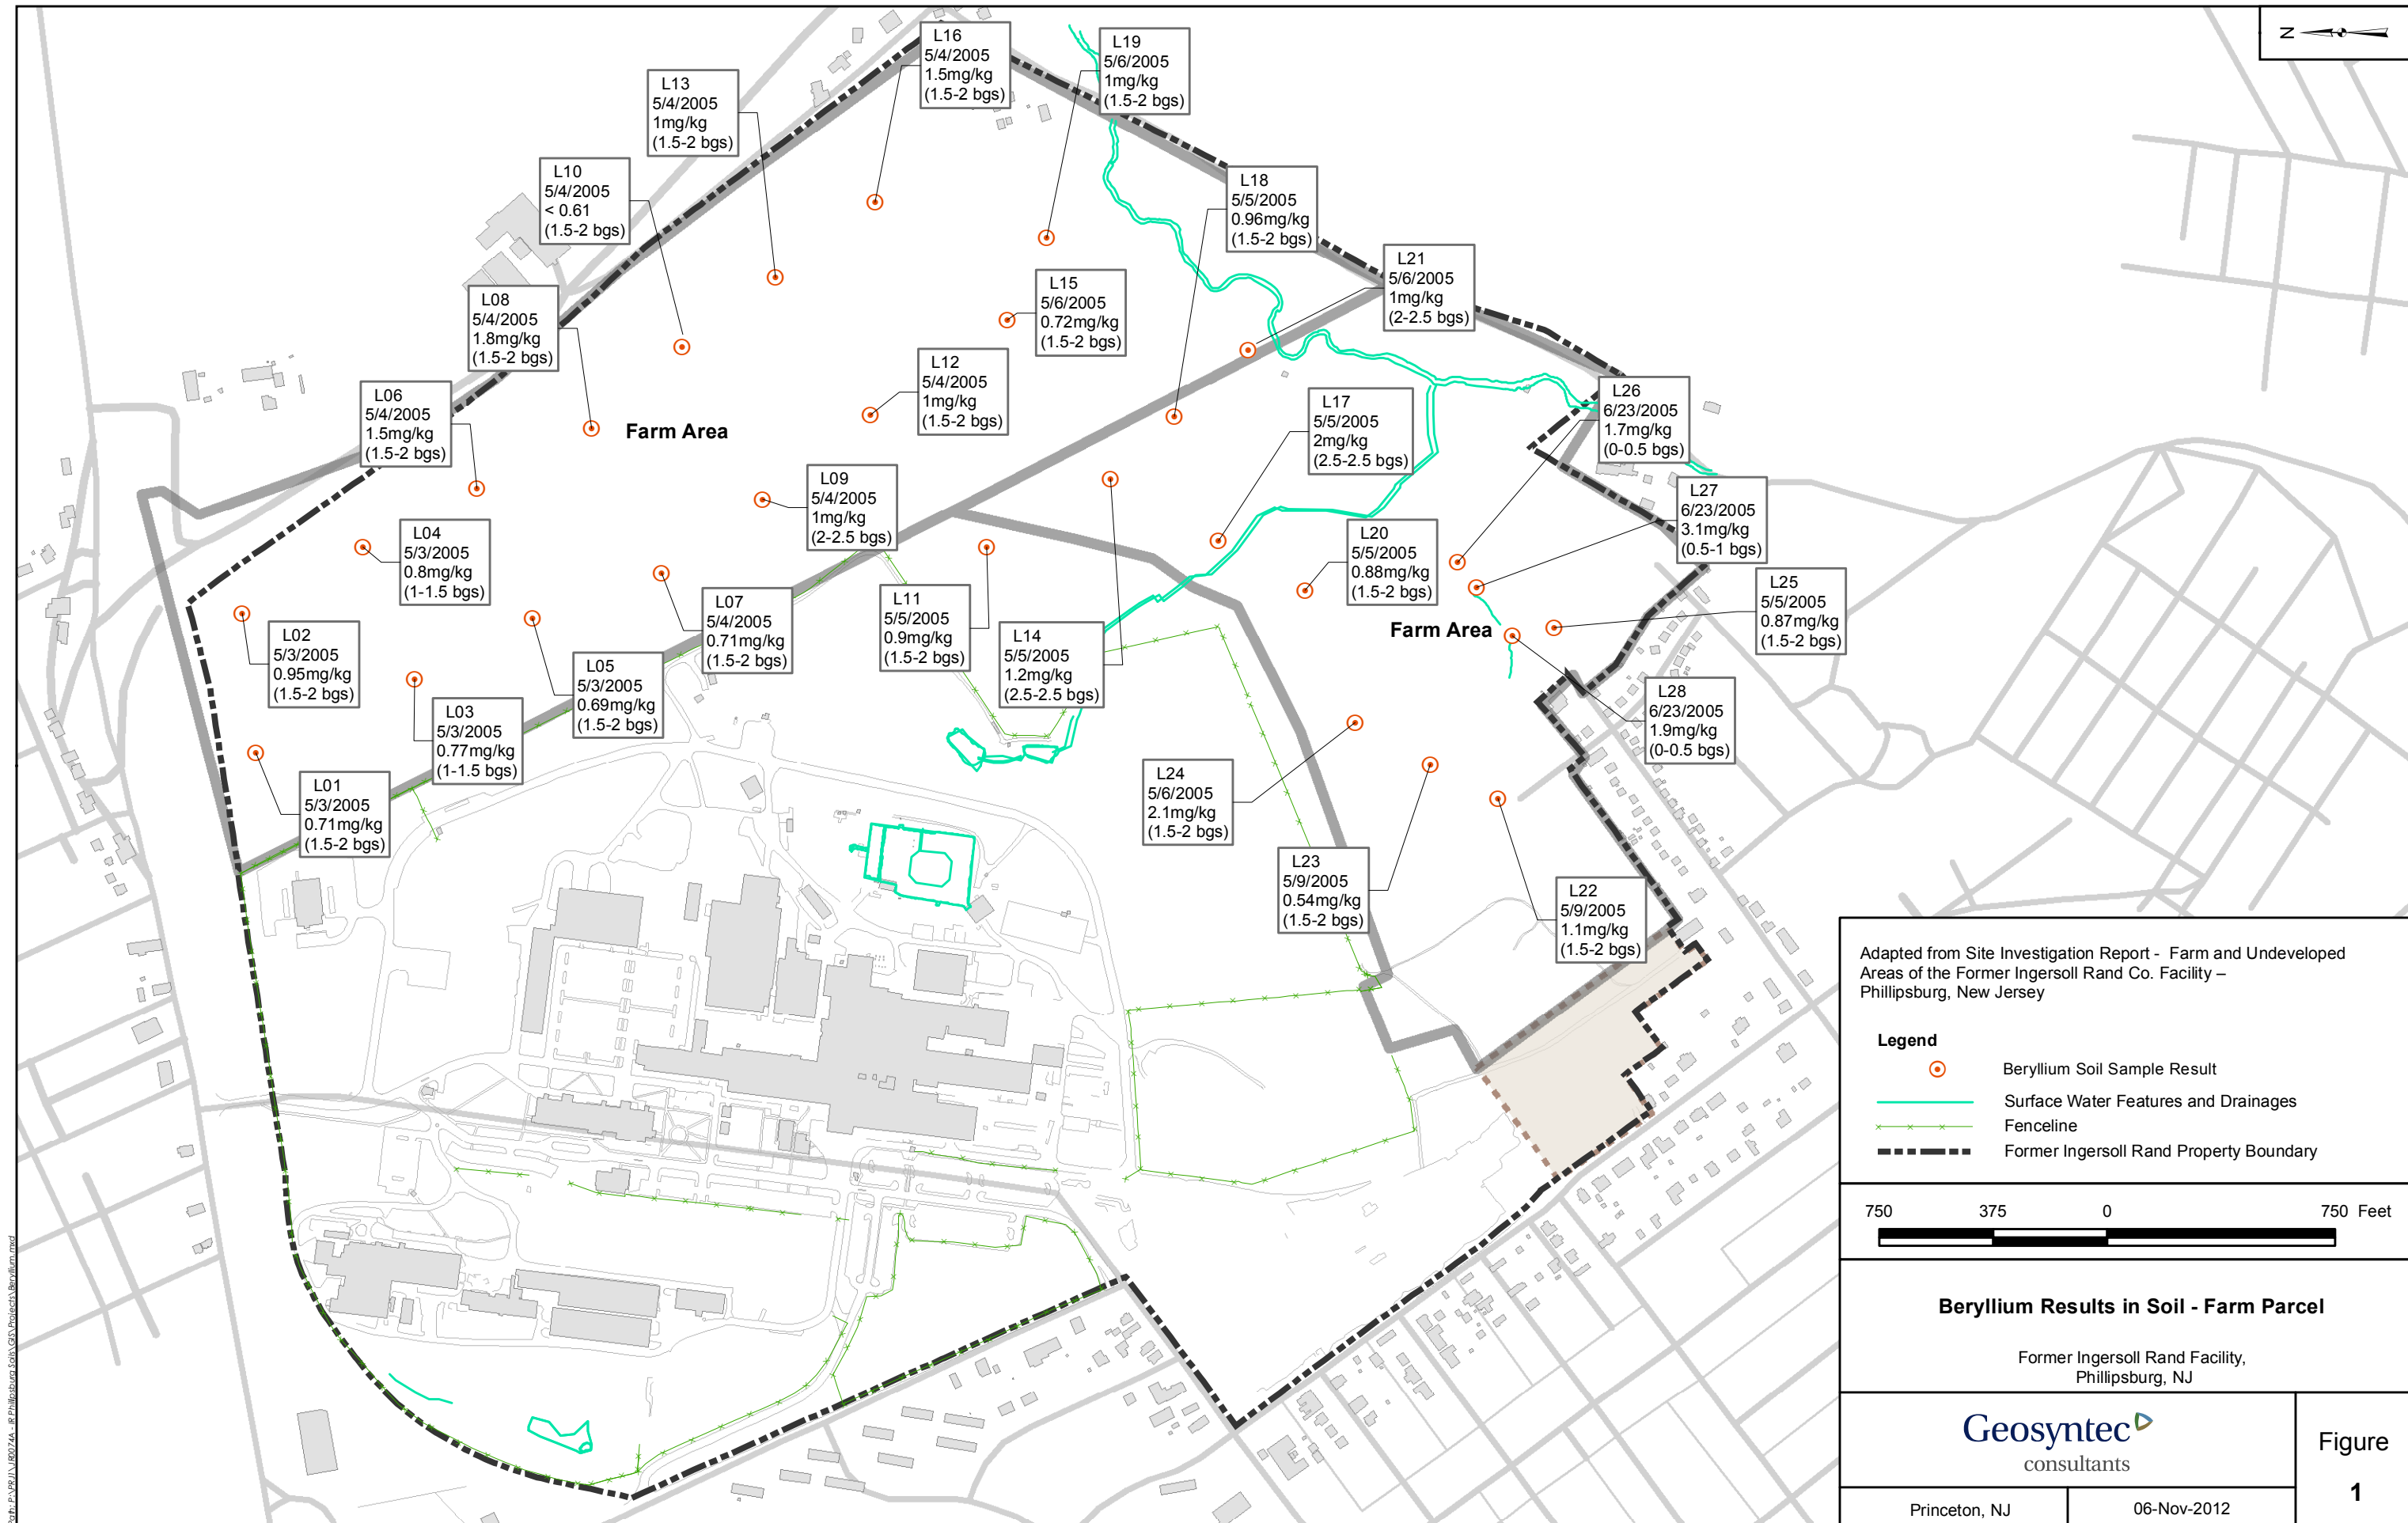 N
L16
5/4/2005
1.5mg/kg
(1.5-2 bgs)
L19
5/6/2005
1mg/kg
(1.5-2 bgs)
L13
5/4/2005
1mg/kg
(1.5-2 bgs)
L10
5/4/2005
< 0.61
(1.5-2 bgs)
L18
5/5/2005
0.96mg/kg
(1.5-2 bgs)
L21
5/6/2005
1mg/kg
(2-2.5 bgs)
L15
5/6/2005
0.72mg/kg
(1.5-2 bgs)
L08
5/4/2005
1.8mg/kg
(1.5-2 bgs)
L12
5/4/2005
1mg/kg
(1.5-2 bgs)
L06
5/4/2005
1.5mg/kg
(1.5-2 bgs)
Farm Area
L17
5/5/2005
2mg/kg
(2.5-2.5 bgs)
L26
6/23/2005
1.7mg/kg
(0-0.5 bgs)
L09
5/4/2005
1mg/kg
(2-2.5 bgs)
L27
6/23/2005
3.1mg/kg
(0.5-1 bgs)
L04
5/3/2005
0.8mg/kg
(1-1.5 bgs)
L20
5/5/2005
0.88mg/kg
(1.5-2 bgs)
L25
5/5/2005
0.87mg/kg
(1.5-2 bgs)
L07
5/4/2005
0.71mg/kg
(1.5-2 bgs)
L11
5/5/2005
0.9mg/kg
(1.5-2 bgs)
L14
5/5/2005
1.2mg/kg
(2.5-2.5 bgs)
Farm Area
L02
5/3/2005
0.95mg/kg
(1.5-2 bgs)
L05
5/3/2005
0.69mg/kg
(1.5-2 bgs)
L28
6/23/2005
1.9mg/kg
(0-0.5 bgs)
L03
5/3/2005
0.77mg/kg
(1-1.5 bgs)
L01
5/3/2005
0.71mg/kg
(1.5-2 bgs)
L24
5/6/2005
2.1mg/kg
(1.5-2 bgs)
L23
5/9/2005
0.54mg/kg
(1.5-2 bgs)
L22
5/9/2005
1.1mg/kg
(1.5-2 bgs)
Adapted from Site Investigation Report - Farm and Undeveloped
Areas of the Former Ingersoll Rand Co. Facility –
Phillipsburg, New Jersey
Legend
Beryllium Soil Sample Result
Surface Water Features and Drainages
Fenceline
Former Ingersoll Rand Property Boundary
750 375 0 750 Feet
Beryllium Results in Soil - Farm Parcel
Former Ingersoll Rand Facility,
Phillipsburg, NJ
Geosyntec
consultants
Figure
1
Princeton, NJ
06-Nov-2012
Path: P:\PRJ1\JR0074A - IR Phillipsburg Soils\GIS\Projects\Beryllium.mxd